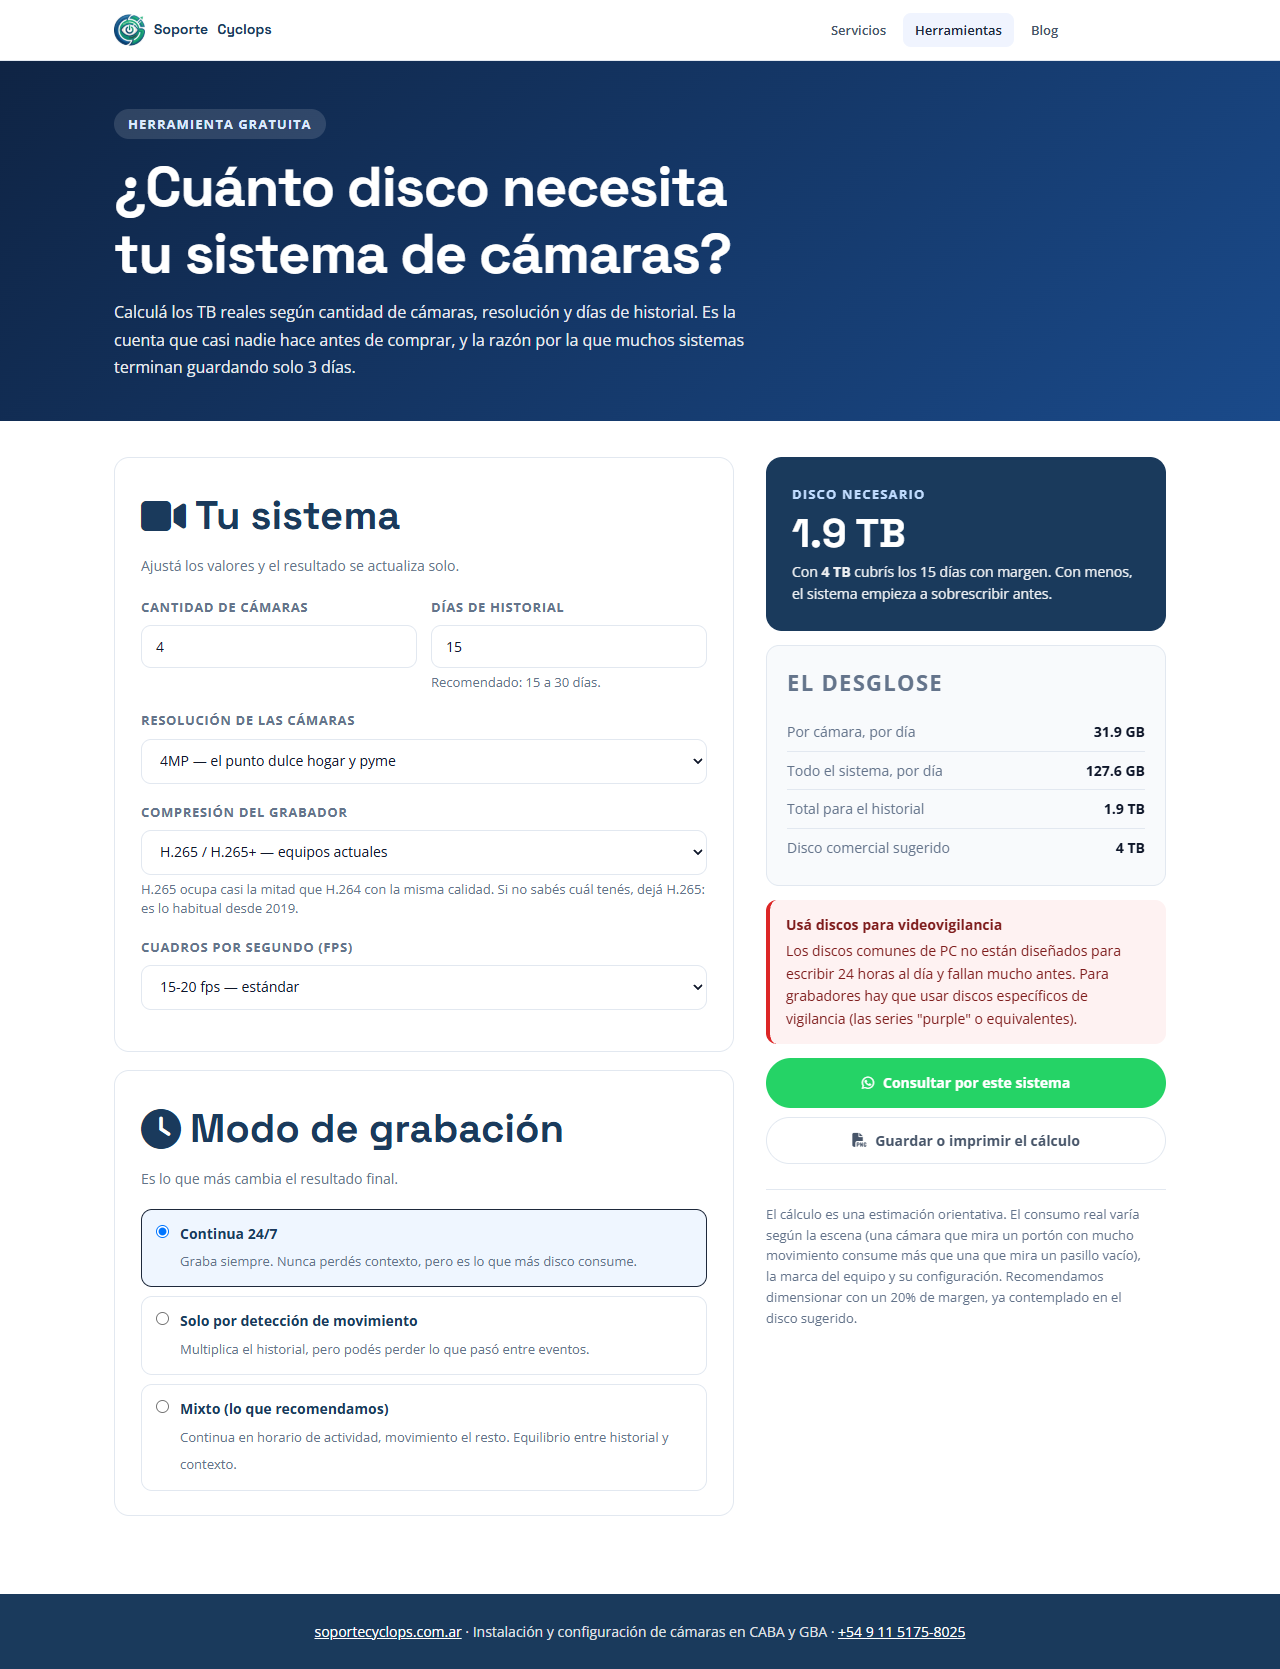 Soporte Cyclops
Servicios
Herramientas
Blog
HERRAMIENTA GRATUITA
¿Cuánto disco necesita
tu sistema de cámaras?
Calculá los TB reales según cantidad de cámaras, resolución y días de historial. Es la
cuenta que casi nadie hace antes de comprar, y la razón por la que muchos sistemas
terminan guardando solo 3 días.
Tu sistema
Ajustá los valores y el resultado se actualiza solo.
CANTIDAD DE CÁMARAS
4
DÍAS DE HISTORIAL
15
Recomendado: 15 a 30 días.
RESOLUCIÓN DE LAS CÁMARAS
4MP — el punto dulce hogar y pyme
COMPRESIÓN DEL GRABADOR
H.265 / H.265+ — equipos actuales
H.265 ocupa casi la mitad que H.264 con la misma calidad. Si no sabés cuál tenés, dejá H.265:
es lo habitual desde 2019.
CUADROS POR SEGUNDO (FPS)
15-20 fps — estándar
Modo de grabación
Es lo que más cambia el resultado final.
Continua 24/7
Graba siempre. Nunca perdés contexto, pero es lo que más disco consume.
Solo por detección de movimiento
Multiplica el historial, pero podés perder lo que pasó entre eventos.
Mixto (lo que recomendamos)
Continua en horario de actividad, movimiento el resto. Equilibrio entre historial y
contexto.
DISCO NECESARIO
1.9 TB
Con 4 TB cubrís los 15 días con margen. Con menos,
el sistema empieza a sobrescribir antes.
EL DESGLOSE
Por cámara, por día 31.9 GB
Todo el sistema, por día 127.6 GB
Total para el historial 1.9 TB
Disco comercial sugerido 4 TB
Usá discos para videovigilancia
Los discos comunes de PC no están diseñados para
escribir 24 horas al día y fallan mucho antes. Para
grabadores hay que usar discos específicos de
vigilancia (las series "purple" o equivalentes).
Consultar por este sistema
Guardar o imprimir el cálculo
El cálculo es una estimación orientativa. El consumo real varía
según la escena (una cámara que mira un portón con mucho
movimiento consume más que una que mira un pasillo vacío),
la marca del equipo y su configuración. Recomendamos
dimensionar con un 20% de margen, ya contemplado en el
disco sugerido.
soportecyclops.com.ar · Instalación y configuración de cámaras en CABA y GBA · +54 9 11 5175-8025